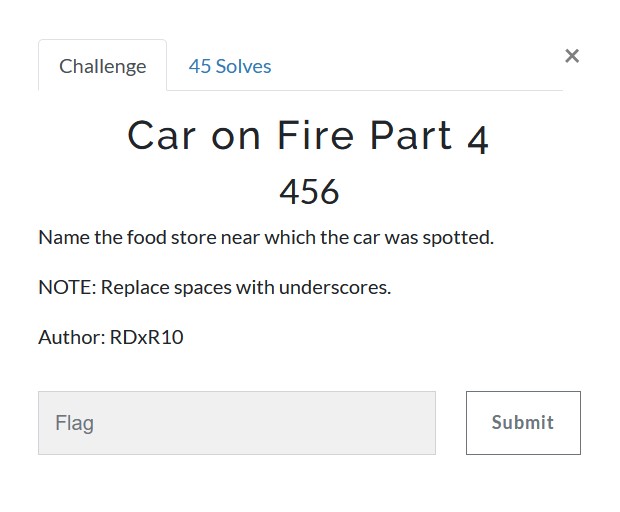 Challenge
45 Solves
×
Car on Fire Part 4
456
Name the food store near which the car was spotted.
NOTE: Replace spaces with underscores.
Author: RDxR10
Flag
Submit